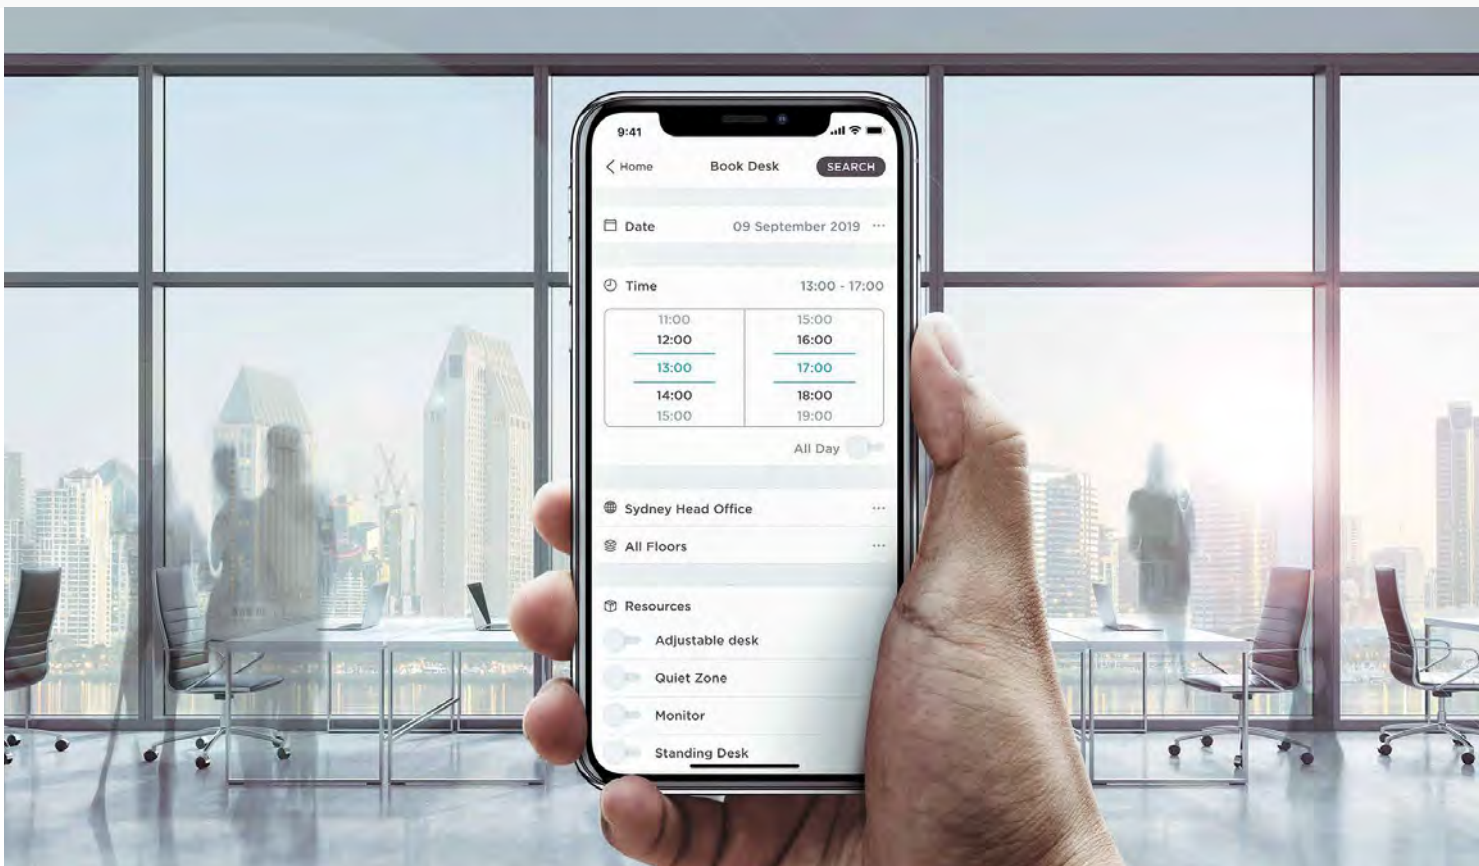 9:41
Home Book Desk SEARCH
Date 09 September 2019 ...
Time 13:00 - 17:00
11:00 15:00
12:00 16:00
13:00 17:00
14:00 18:00
15:00 19:00
All Day
Sydney Head Office ...
All Floors ...
Resources
Adjustable desk
Quiet Zone
Monitor
Standing Desk